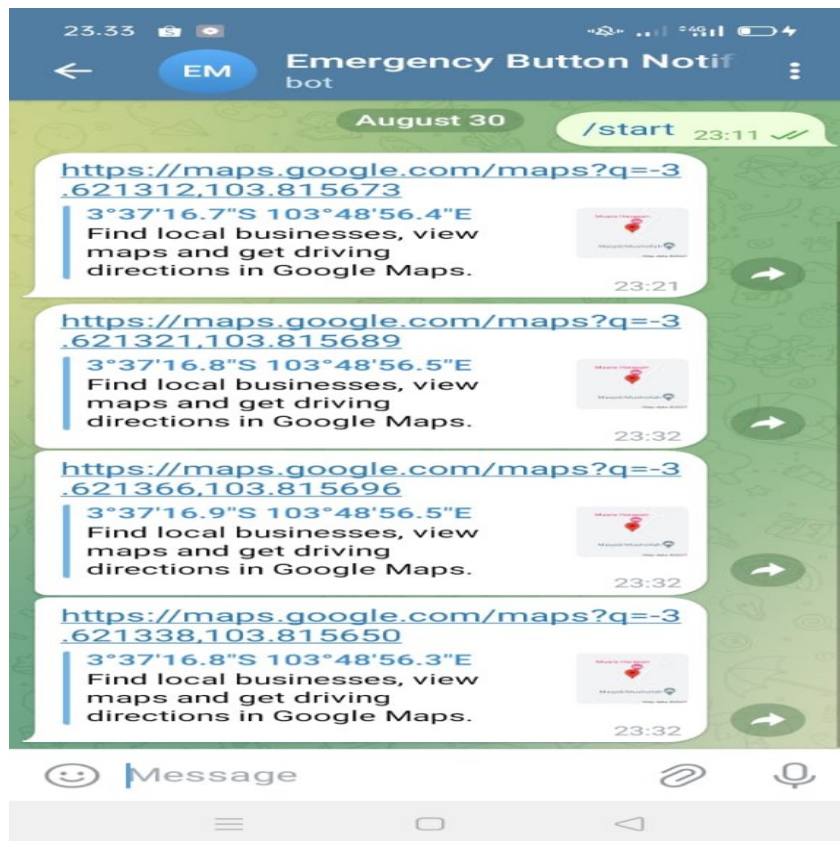 23.33
4G
EM
Emergency Button Notif
bot
August 30
/start 23:11
https://maps.google.com/maps?q=-3
.621312,103.815673
3°37'16.7"S 103°48'56.4"E
Find local businesses, view
maps and get driving
directions in Google Maps.
23:21
https://maps.google.com/maps?q=-3
.621321,103.815689
3°37'16.8"S 103°48'56.5"E
Find local businesses, view
maps and get driving
directions in Google Maps.
23:32
https://maps.google.com/maps?q=-3
.621366,103.815696
3°37'16.9"S 103°48'56.5"E
Find local businesses, view
maps and get driving
directions in Google Maps.
23:32
https://maps.google.com/maps?q=-3
.621338,103.815650
3°37'16.8"S 103°48'56.3"E
Find local businesses, view
maps and get driving
directions in Google Maps.
23:32
Message